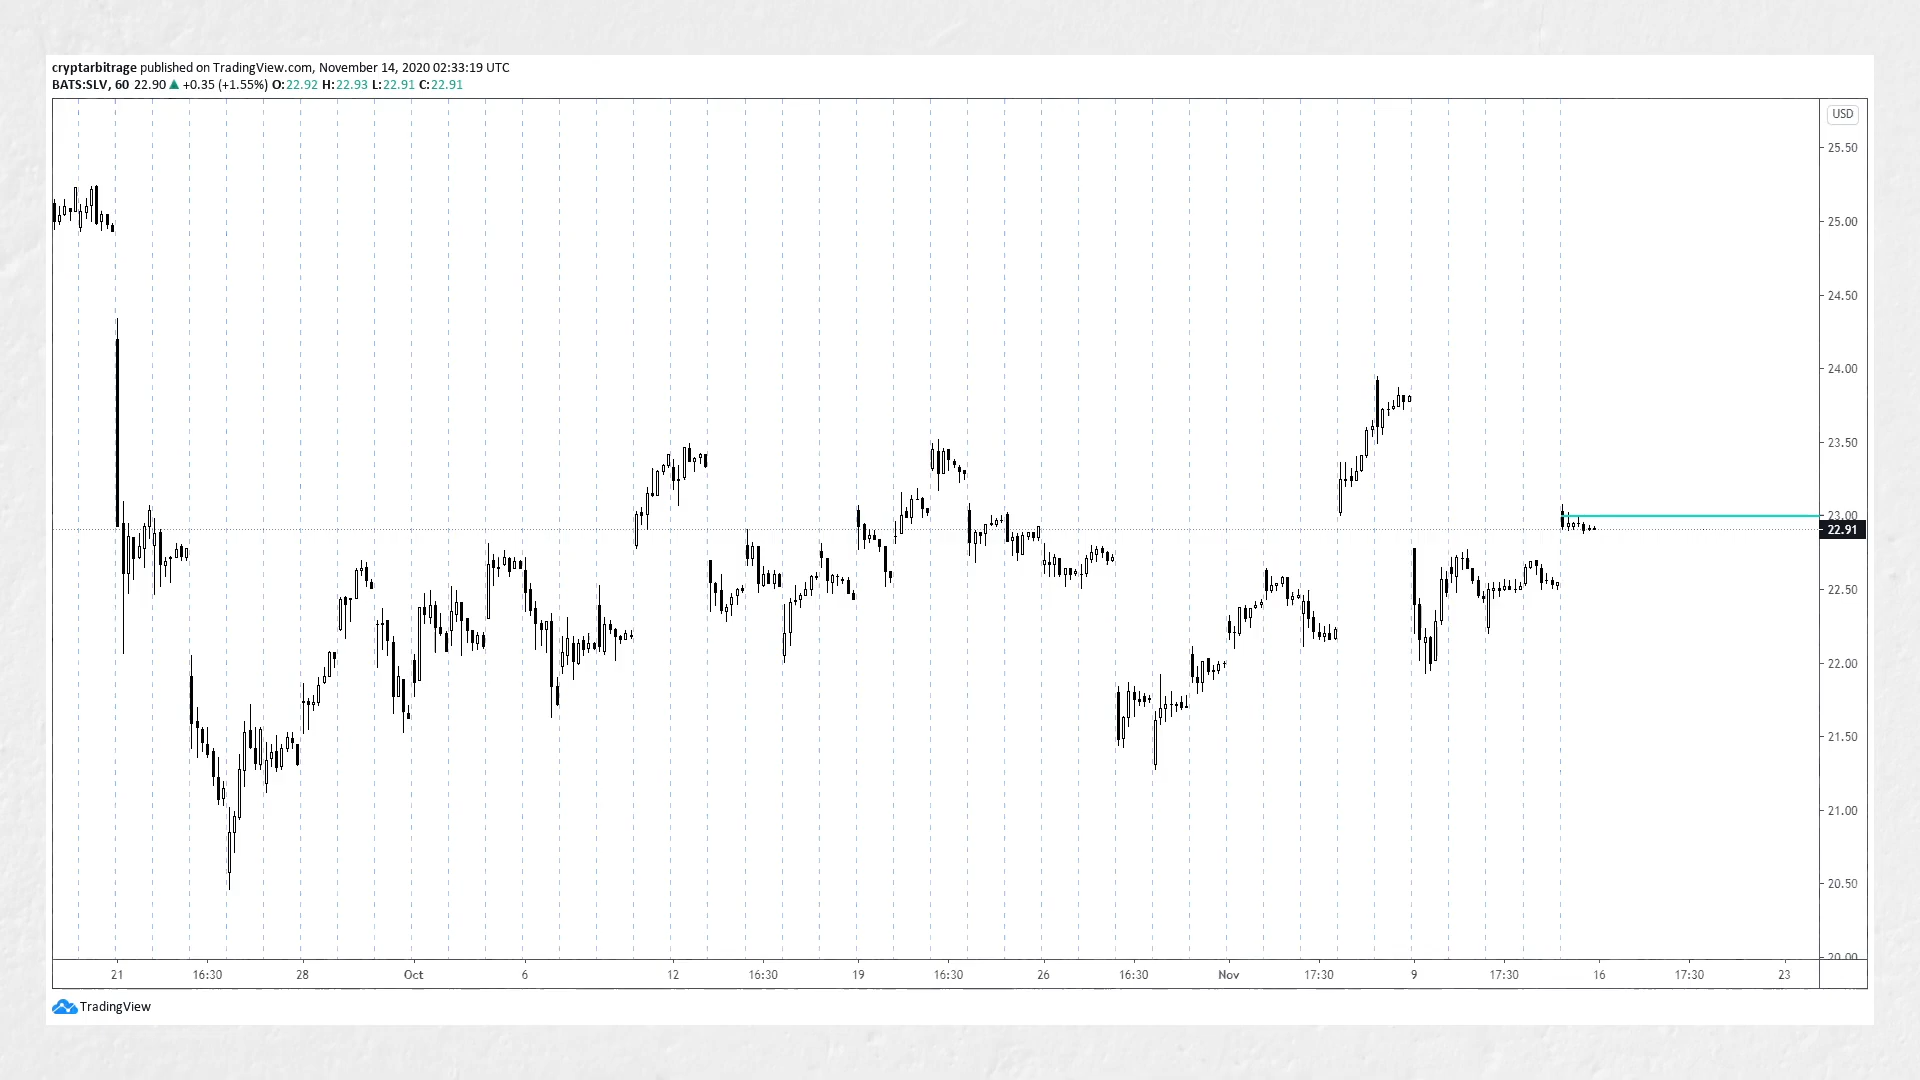 cryptarbitrage published on TradingView.com, November 14, 2020 02:33:19 UTC
BATS:SLV, 60 22.90 ▲ +0.35 (+1.55%) O:22.92 H:22.93 L:22.91 C:22.91
USD
25.50
25.00
24.50
24.00
23.50
23.00
22.91
22.50
22.00
21.50
21.00
20.50
20.00
21 16:30 28 Oct 6 12 16:30 19 16:30 26 16:30 Nov 17:30 9 17:30 16 17:30 23
TradingView